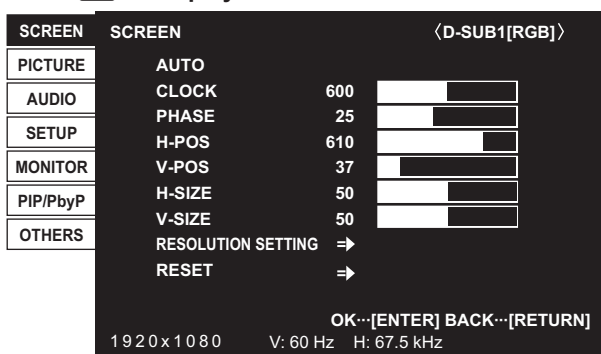 SCREEN
PICTURE
AUDIO
SETUP
MONITOR
PIP/PbyP
OTHERS
SCREEN 〈D-SUB1[RGB]〉
AUTO
CLOCK 600
PHASE 25
H-POS 610
V-POS 37
H-SIZE 50
V-SIZE 50
RESOLUTION SETTING ⇒
RESET ⇒
OK···[ENTER] BACK···[RETURN]
1920x1080 V: 60 Hz H: 67.5 kHz